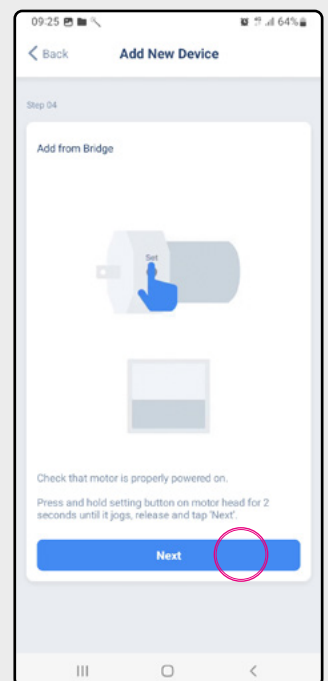 09:25 64%
Back Add New Device
Step 04
Add from Bridge
Set
Check that motor is properly powered on.
Press and hold setting button on motor head for 2
seconds until it jogs, release and tap 'Next'.
Next